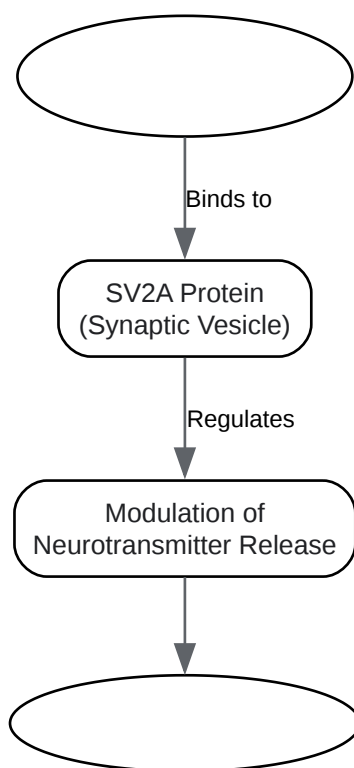 Binds to
SV2A Protein
(Synaptic Vesicle)
Regulates
Modulation of
Neurotransmitter Release